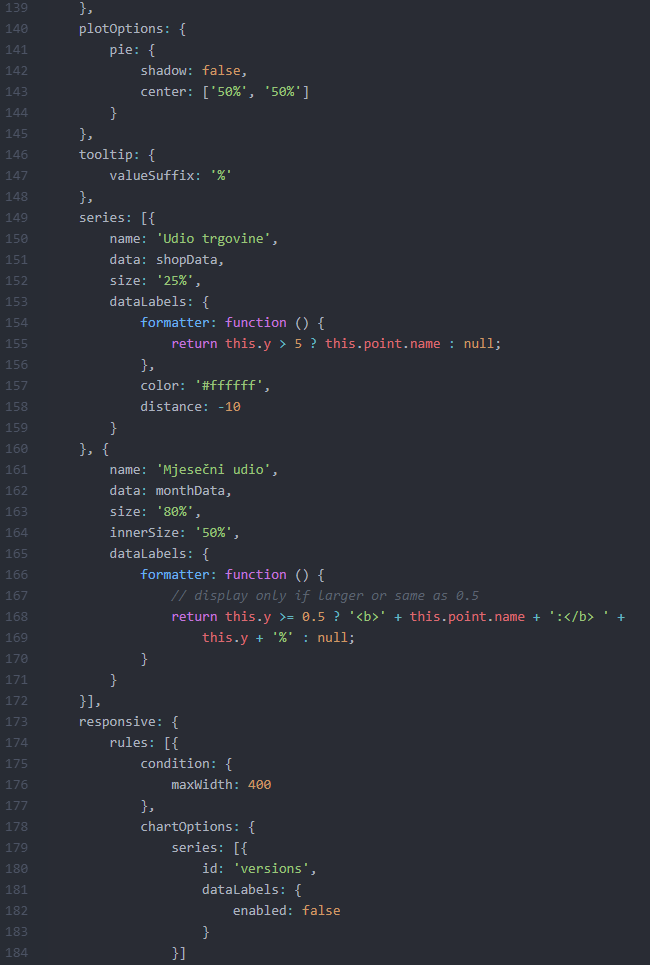 139 },
140 plotOptions: {
141 pie: {
142 shadow: false,
143 center: ['50%', '50%']
144 }
145 },
146 tooltip: {
147 valueSuffix: '%'
148 },
149 series: [{
150 name: 'Udio trgovine',
151 data: shopData,
152 size: '25%',
153 dataLabels: {
154 formatter: function () {
155 return this.y > 5 ? this.point.name : null;
156 },
157 color: '#ffffff',
158 distance: -10
159 }
160 }, {
161 name: 'Mjesečni udio',
162 data: monthData,
163 size: '80%',
164 innerSize: '50%',
165 dataLabels: {
166 formatter: function () {
167 // display only if larger or same as 0.5
168 return this.y >= 0.5 ? '<b>' + this.point.name + ':</b> ' +
169 this.y + '%' : null;
170 }
171 }
172 }],
173 responsive: {
174 rules: [{
175 condition: {
176 maxWidth: 400
177 },
178 chartOptions: {
179 series: [{
180 id: 'versions',
181 dataLabels: {
182 enabled: false
183 }
184 }]